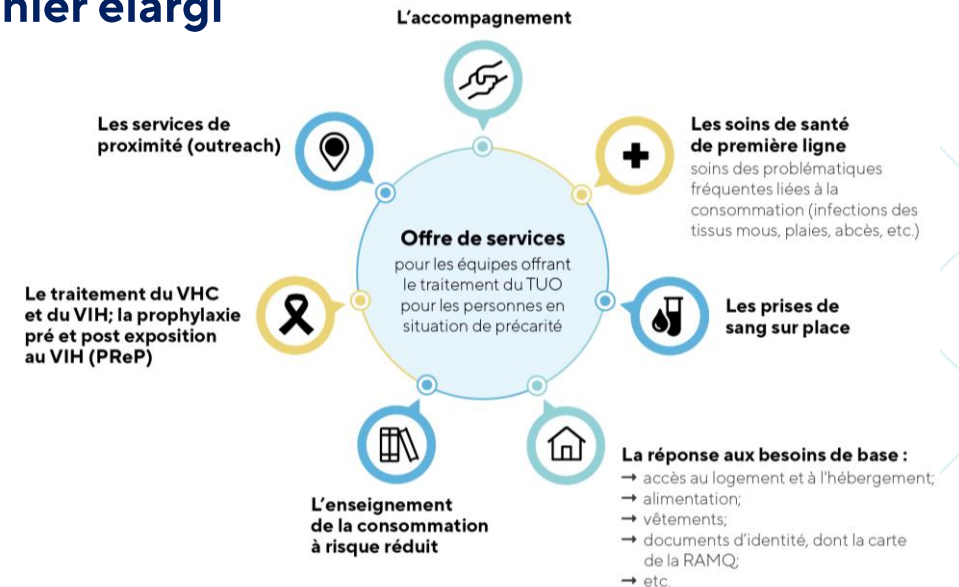 nier élargi
L'accompagnement
Les services de
proximité (outreach)
Les soins de santé
de première ligne
soins des problématiques
fréquentes liées à la
consommation (infections des
tissus mous, plaies, abcès, etc.)
Offre de services
pour les équipes offrant
le traitement du TUO
pour les personnes en
situation de précarité
Le traitement du VHC
et du VIH; la prophylaxie
pré et post exposition
au VIH (PReP)
Les prises de
sang sur place
L'enseignement
de la consommation
à risque réduit
La réponse aux besoins de base :
→ accès au logement et à l'hébergement;
→ alimentation;
→ vêtements;
→ documents d'identité, dont la carte
de la RAMQ;
→ etc.